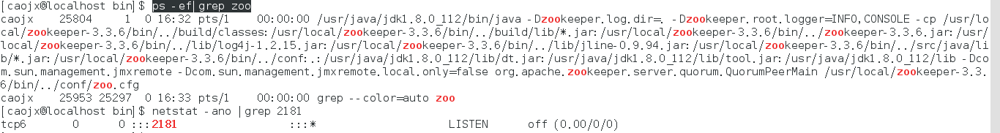 [caojx@localhost bin]$ ps -ef|grep zoo
caojx    25804     1  0 16:32 pts/1    00:00:00 /usr/java/jdk1.8.0_112/bin/java -Dzookeeper.log.dir=. -Dzookeeper.root.logger=INFO,CONSOLE -cp /usr/lo
cal/zookeeper-3.3.6/bin/../build/classes:/usr/local/zookeeper-3.3.6/bin/../build/lib/*.jar:/usr/local/zookeeper-3.3.6/bin/../zookeeper-3.3.6.jar:/usr/
local/zookeeper-3.3.6/bin/../lib/log4j-1.2.15.jar:/usr/local/zookeeper-3.3.6/bin/../lib/jline-0.9.94.jar:/usr/local/zookeeper-3.3.6/bin/../src/java/li
b/*.jar:/usr/local/zookeeper-3.3.6/bin/../conf:.:/usr/java/jdk1.8.0_112/lib/dt.jar:/usr/java/jdk1.8.0_112/lib/tool.jar:/usr/java/jdk1.8.0_112/lib -Dco
m.sun.management.jmxremote -Dcom.sun.management.jmxremote.local.only=false org.apache.zookeeper.server.quorum.QuorumPeerMain /usr/local/zookeeper-3.3.
6/bin/../conf/zoo.cfg
caojx    25953 25297  0 16:33 pts/1    00:00:00 grep --color=auto zoo
[caojx@localhost bin]$ netstat -ano |grep 2181
tcp6       0      0 :::2181                 :::*                    LISTEN      off (0.00/0/0)